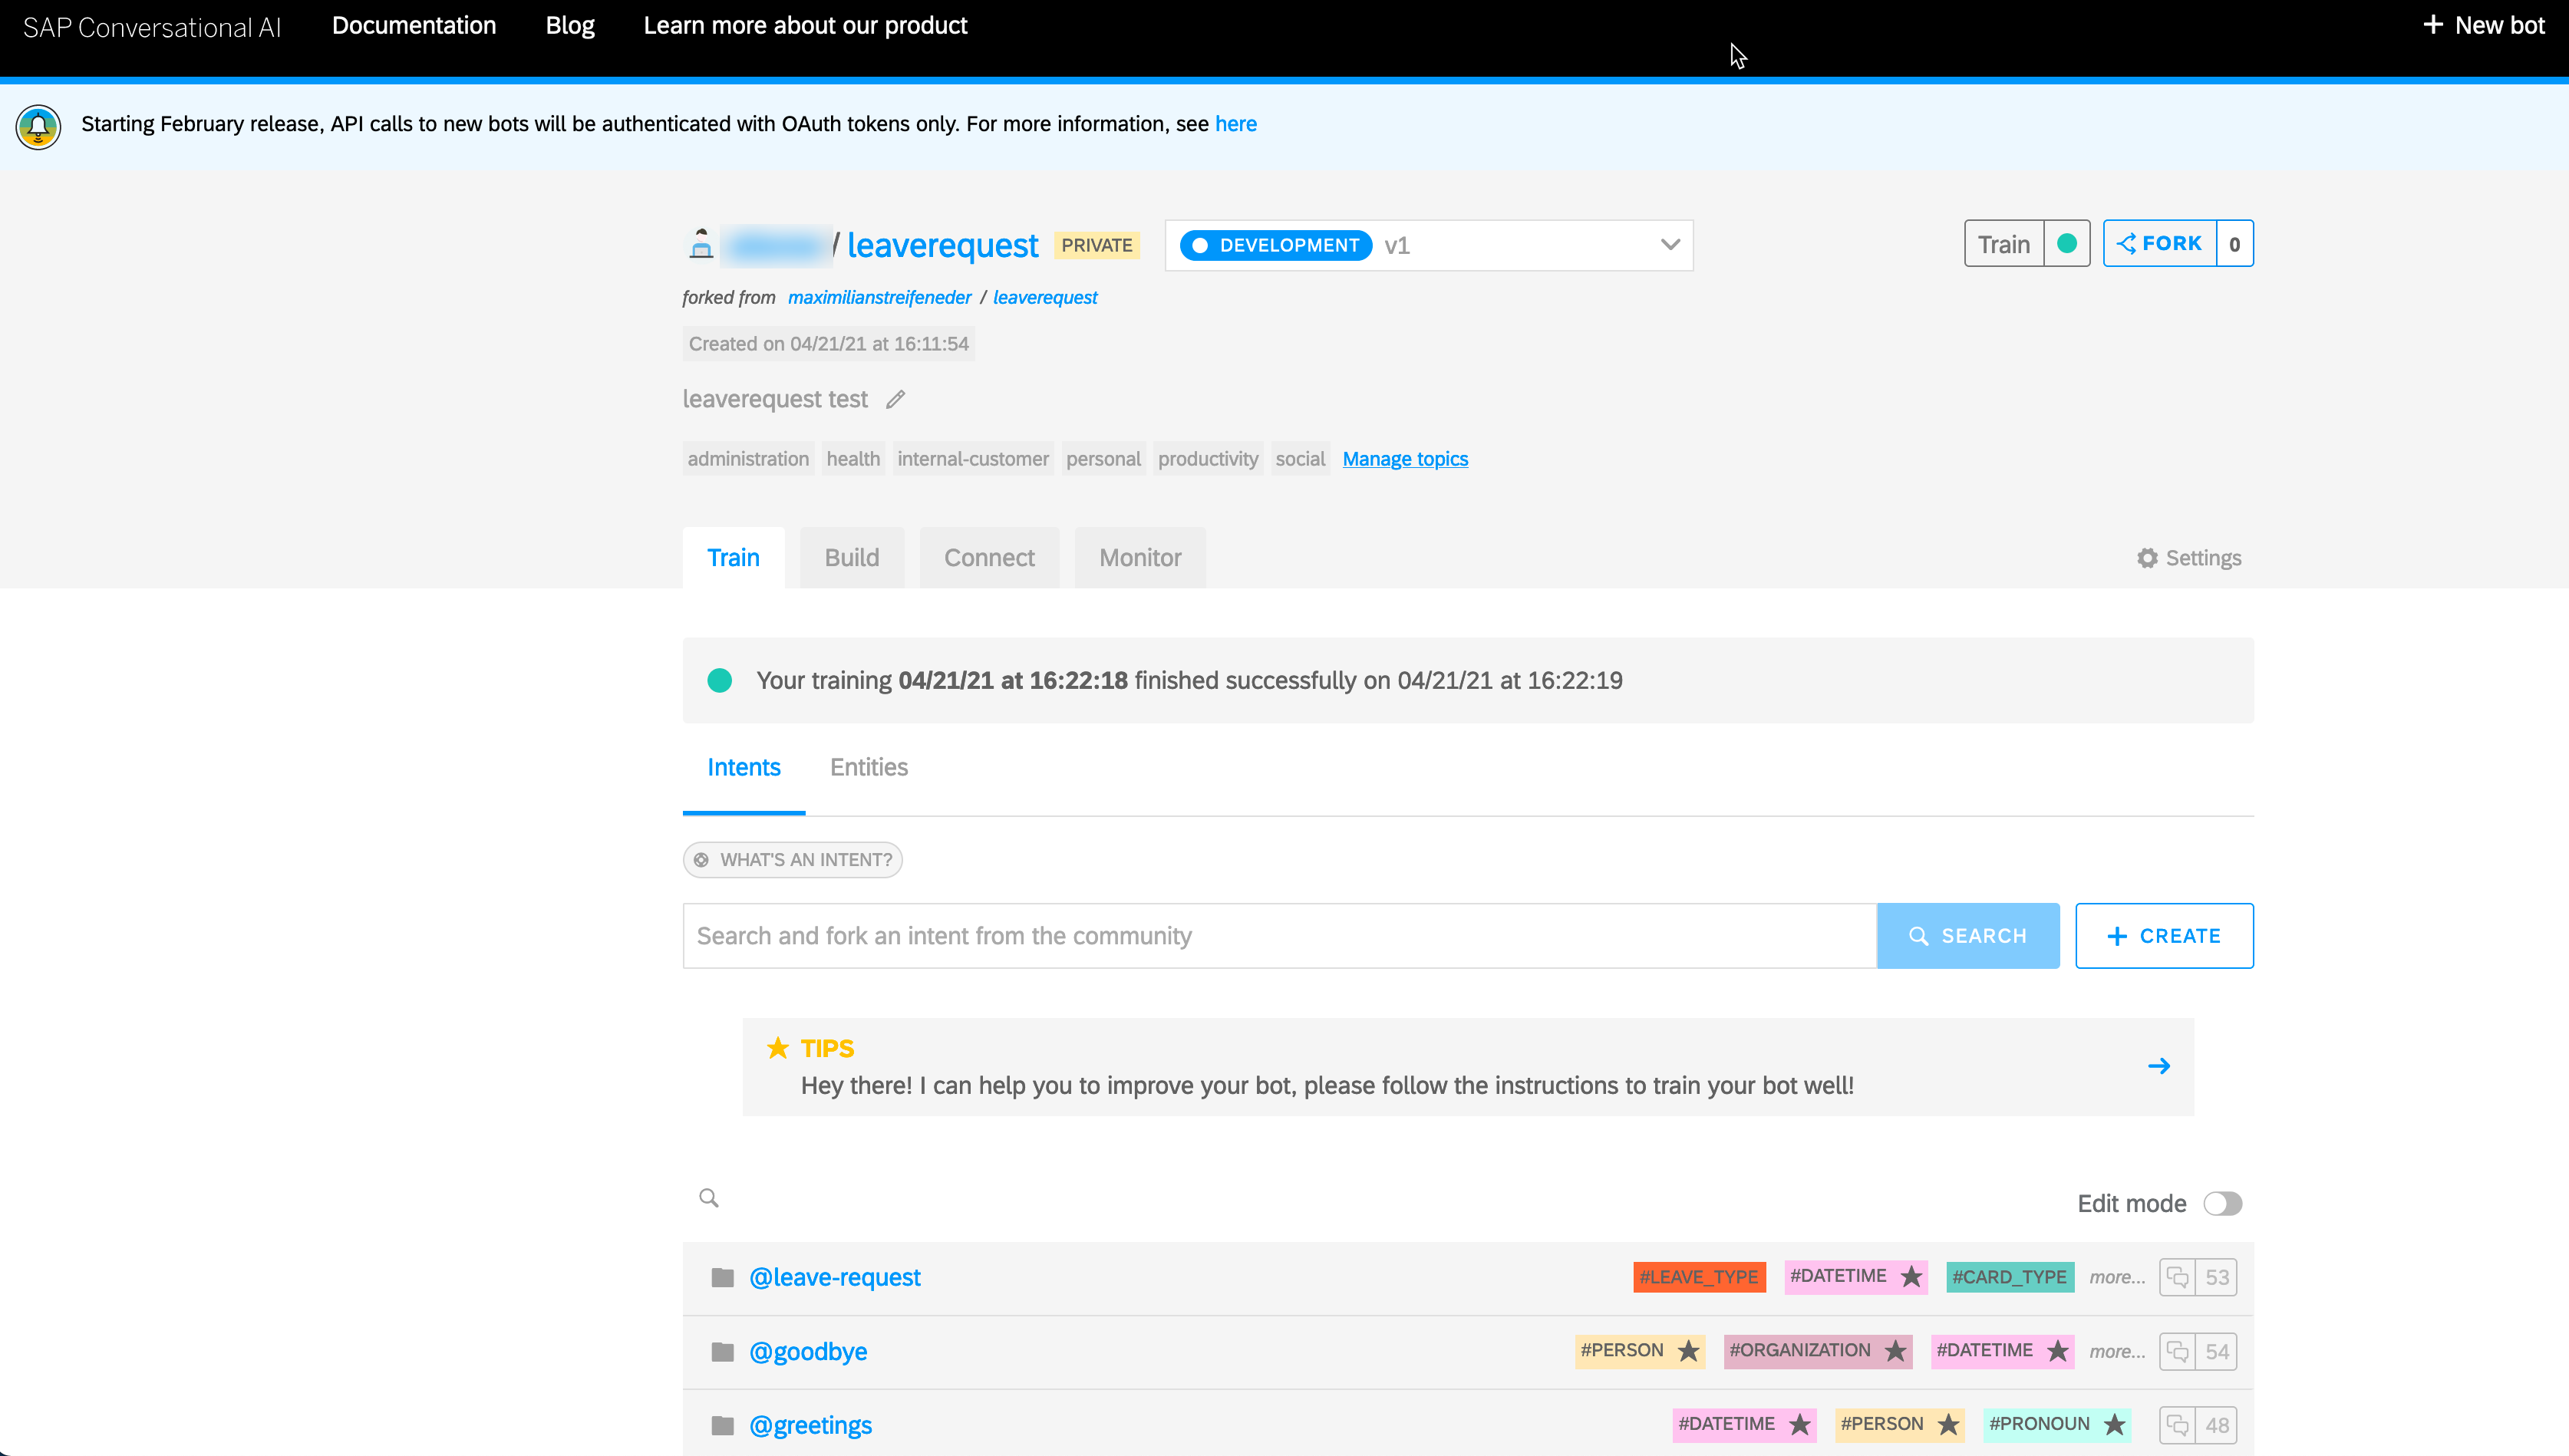 SAP Conversational AI Documentation Blog Learn more about our product + New bot
Starting February release, API calls to new bots will be authenticated with OAuth tokens only. For more information, see here
/ leaverequest PRIVATE DEVELOPMENT v1 Train FORK 0
forked from maximilianstreifeneder / leaverequest
Created on 04/21/21 at 16:11:54
leaverequest test
administration health internal-customer personal productivity social Manage topics
Train Build Connect Monitor Settings
Your training 04/21/21 at 16:22:18 finished successfully on 04/21/21 at 16:22:19
Intents Entities
WHAT'S AN INTENT?
Search and fork an intent from the community SEARCH + CREATE
TIPS
Hey there! I can help you to improve your bot, please follow the instructions to train your bot well!
Edit mode
@leave-request #LEAVE_TYPE #DATETIME #CARD_TYPE more... 53
@goodbye #PERSON #ORGANIZATION #DATETIME more... 54
@greetings #DATETIME #PERSON #PRONOUN 48